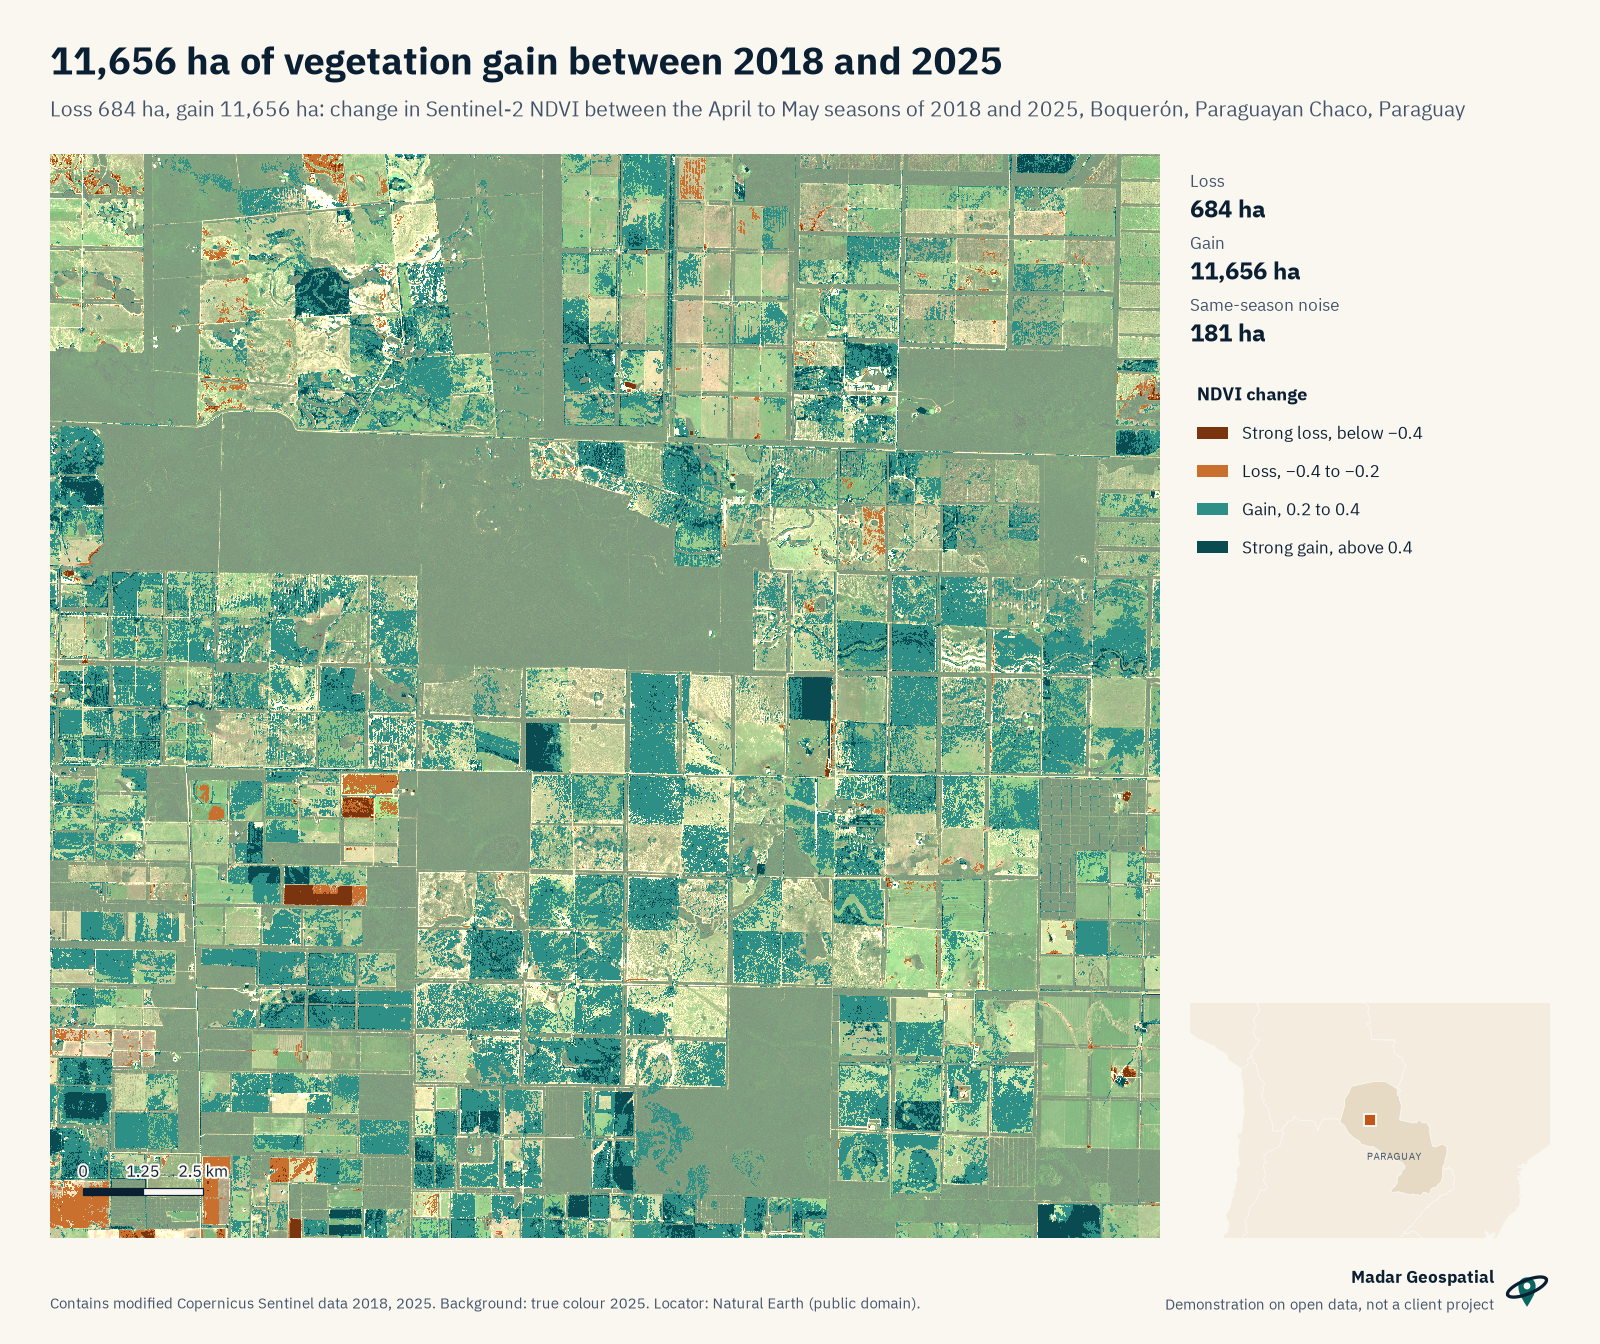 11,656 ha of vegetation gain between 2018 and 2025
Loss 684 ha, gain 11,656 ha: change in Sentinel-2 NDVI between the April to May seasons of 2018 and 2025, Boquerón, Paraguayan Chaco, Paraguay
Loss
684 ha
Gain
11,656 ha
Same-season noise
181 ha
NDVI change
Strong loss, below −0.4
Loss, −0.4 to −0.2
Gain, 0.2 to 0.4
Strong gain, above 0.4
0 1.25 2.5 km
PARAGUAY
Madar Geospatial
Demonstration on open data, not a client project
Contains modified Copernicus Sentinel data 2018, 2025. Background: true colour 2025. Locator: Natural Earth (public domain).